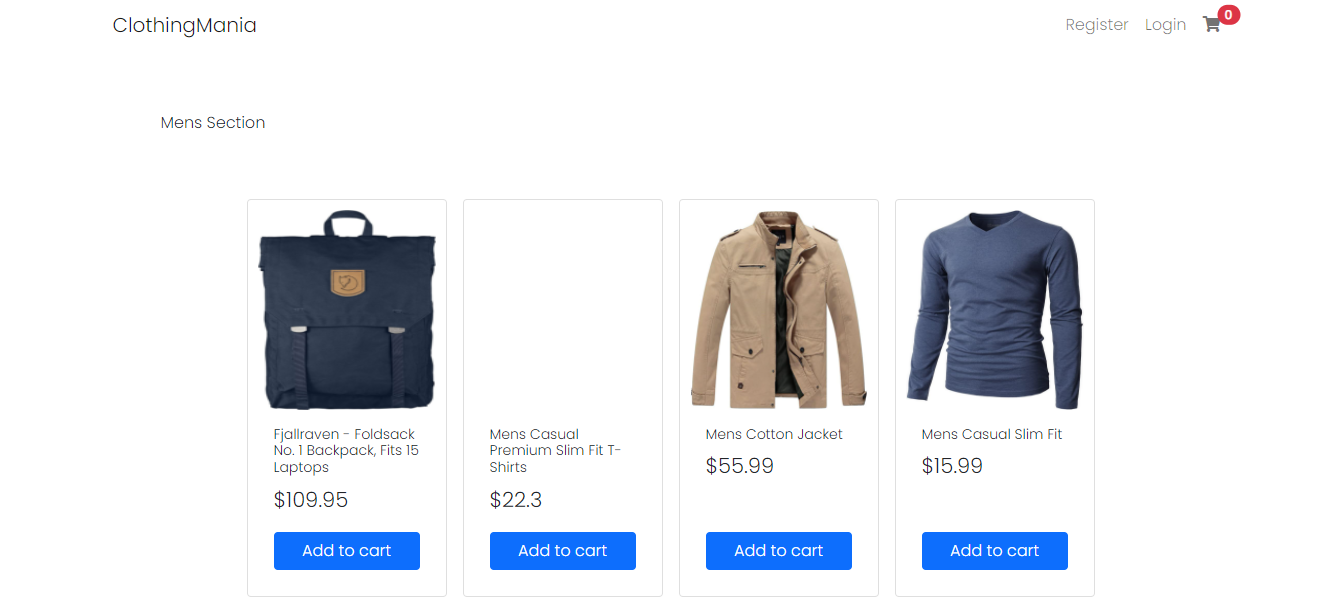 ClothingMania
Register Login 0
Mens Section
Fjallraven - Foldsack
No. 1 Backpack, Fits 15
Laptops
$109.95
Add to cart
Mens Casual
Premium Slim Fit T-
Shirts
$22.3
Add to cart
Mens Cotton Jacket
$55.99
Add to cart
Mens Casual Slim Fit
$15.99
Add to cart